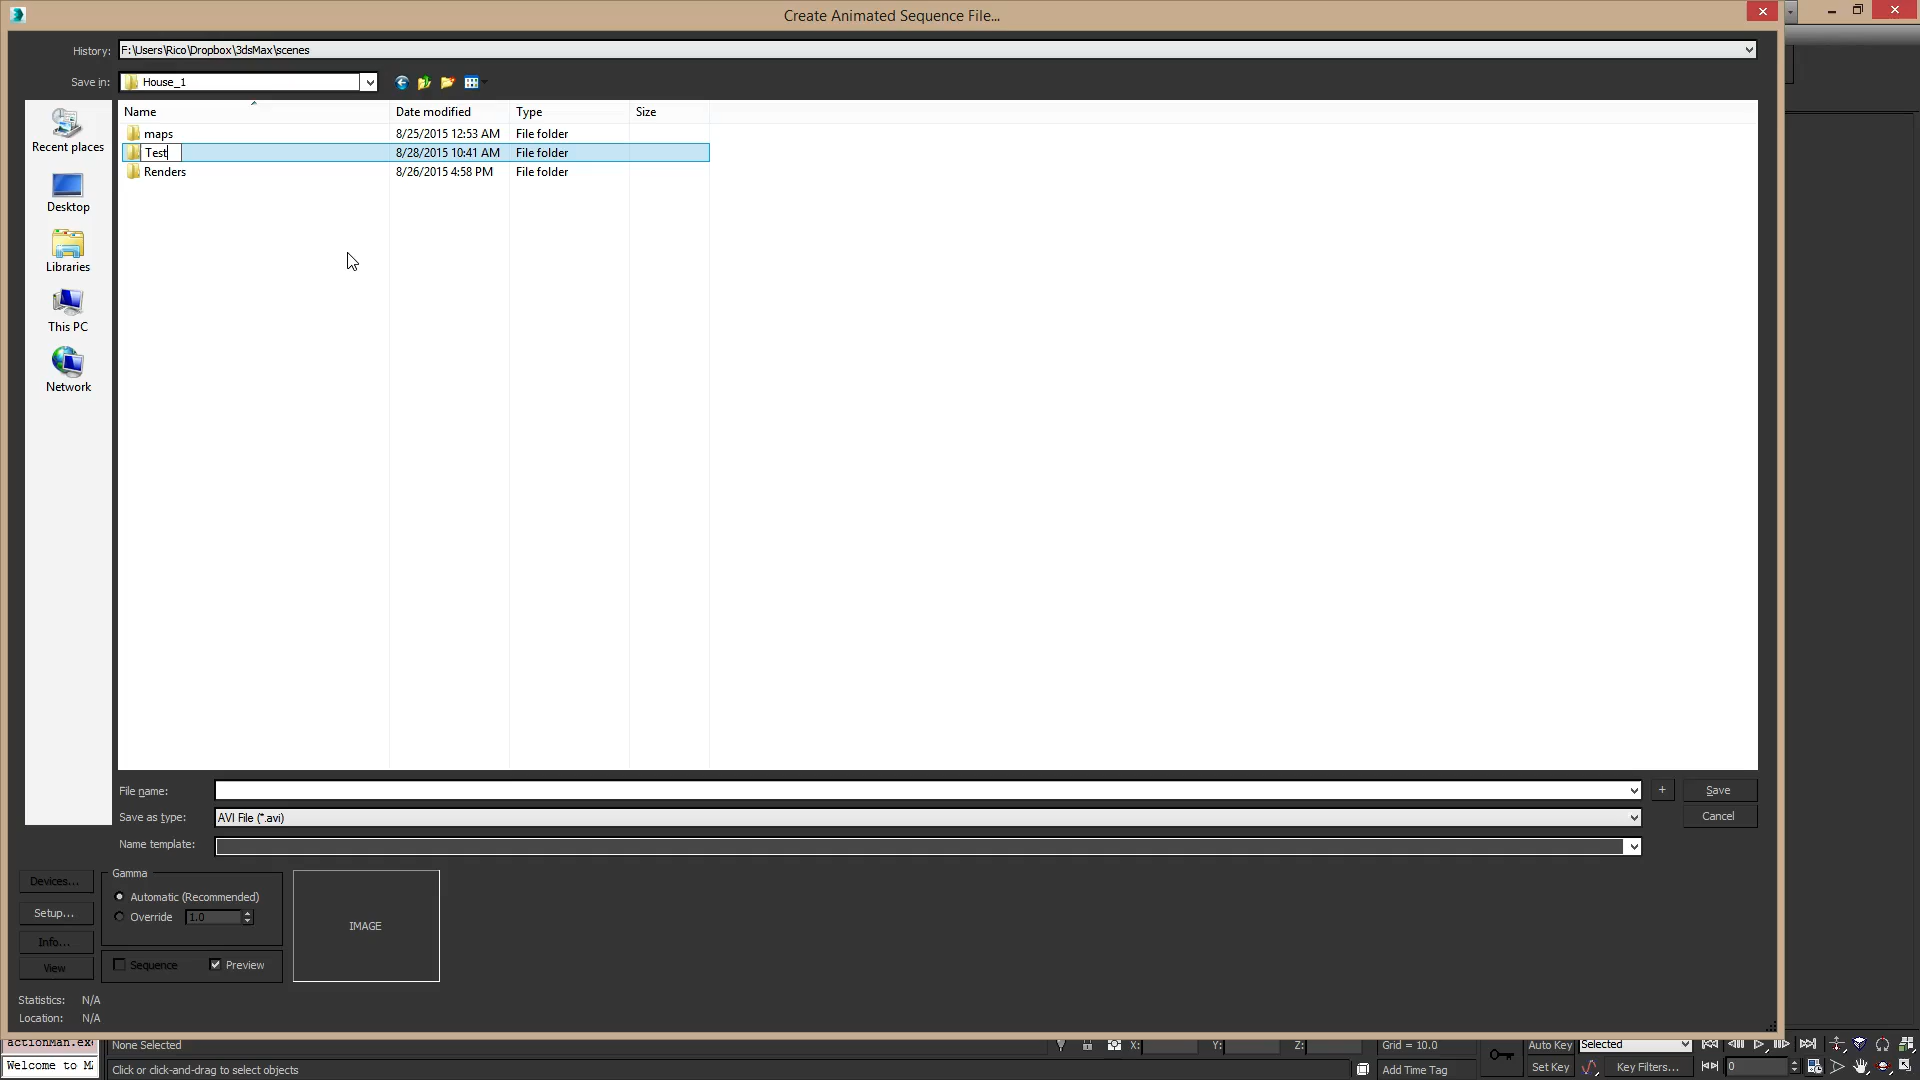 Create Animated Sequence File...
History: F:\Users\Rico\Dropbox\3dsMax\scenes
Save in: House_1
Name Date modified Type Size
maps 8/25/2015 12:53 AM File folder
Test 8/28/2015 10:41 AM File folder
Renders 8/26/2015 4:58 PM File folder
Recent places
Desktop
Libraries
This PC
Network
File name: + Save
Save as type: AVI File (*.avi) Cancel
Name template:
Devices...
Setup...
Info...
View
Gamma
Automatic (Recommended)
Override 1.0
Sequence Preview
IMAGE
Statistics: N/A
Location: N/A
actionMan.ex
None Selected X: Y: Z: Grid = 10.0 Auto Key Selected
Welcome to M
Click or click-and-drag to select objects Add Time Tag Set Key Key Filters... 0